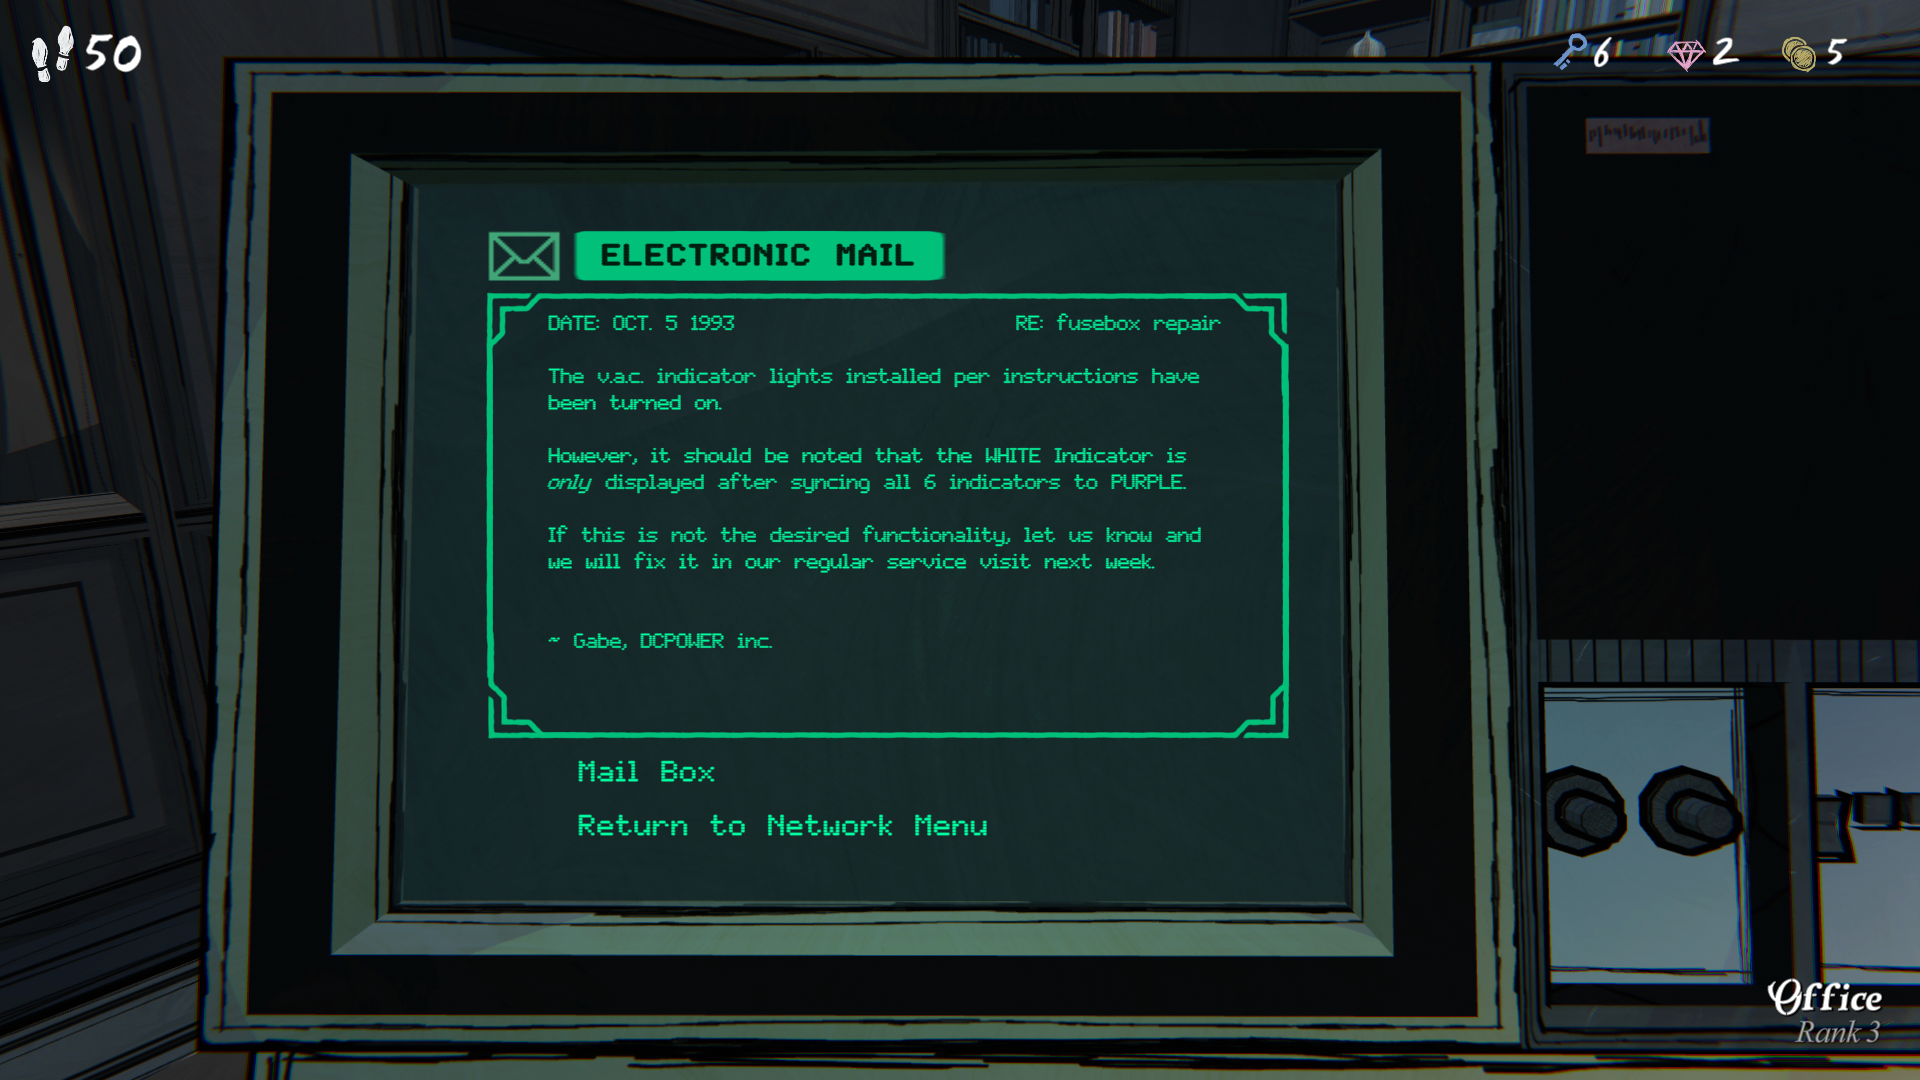 50
6
2
5
ELECTRONIC MAIL
DATE: OCT. 5 1993
RE: fusebox repair
The v.a.c. indicator lights installed per instructions have
been turned on.
However, it should be noted that the WHITE Indicator is
only displayed after syncing all 6 indicators to PURPLE.
If this is not the desired functionality, let us know and
we will fix it in our regular service visit next week.
~ Gabe, DCPOWER inc.
Mail Box
Return to Network Menu
Office
Rank 3